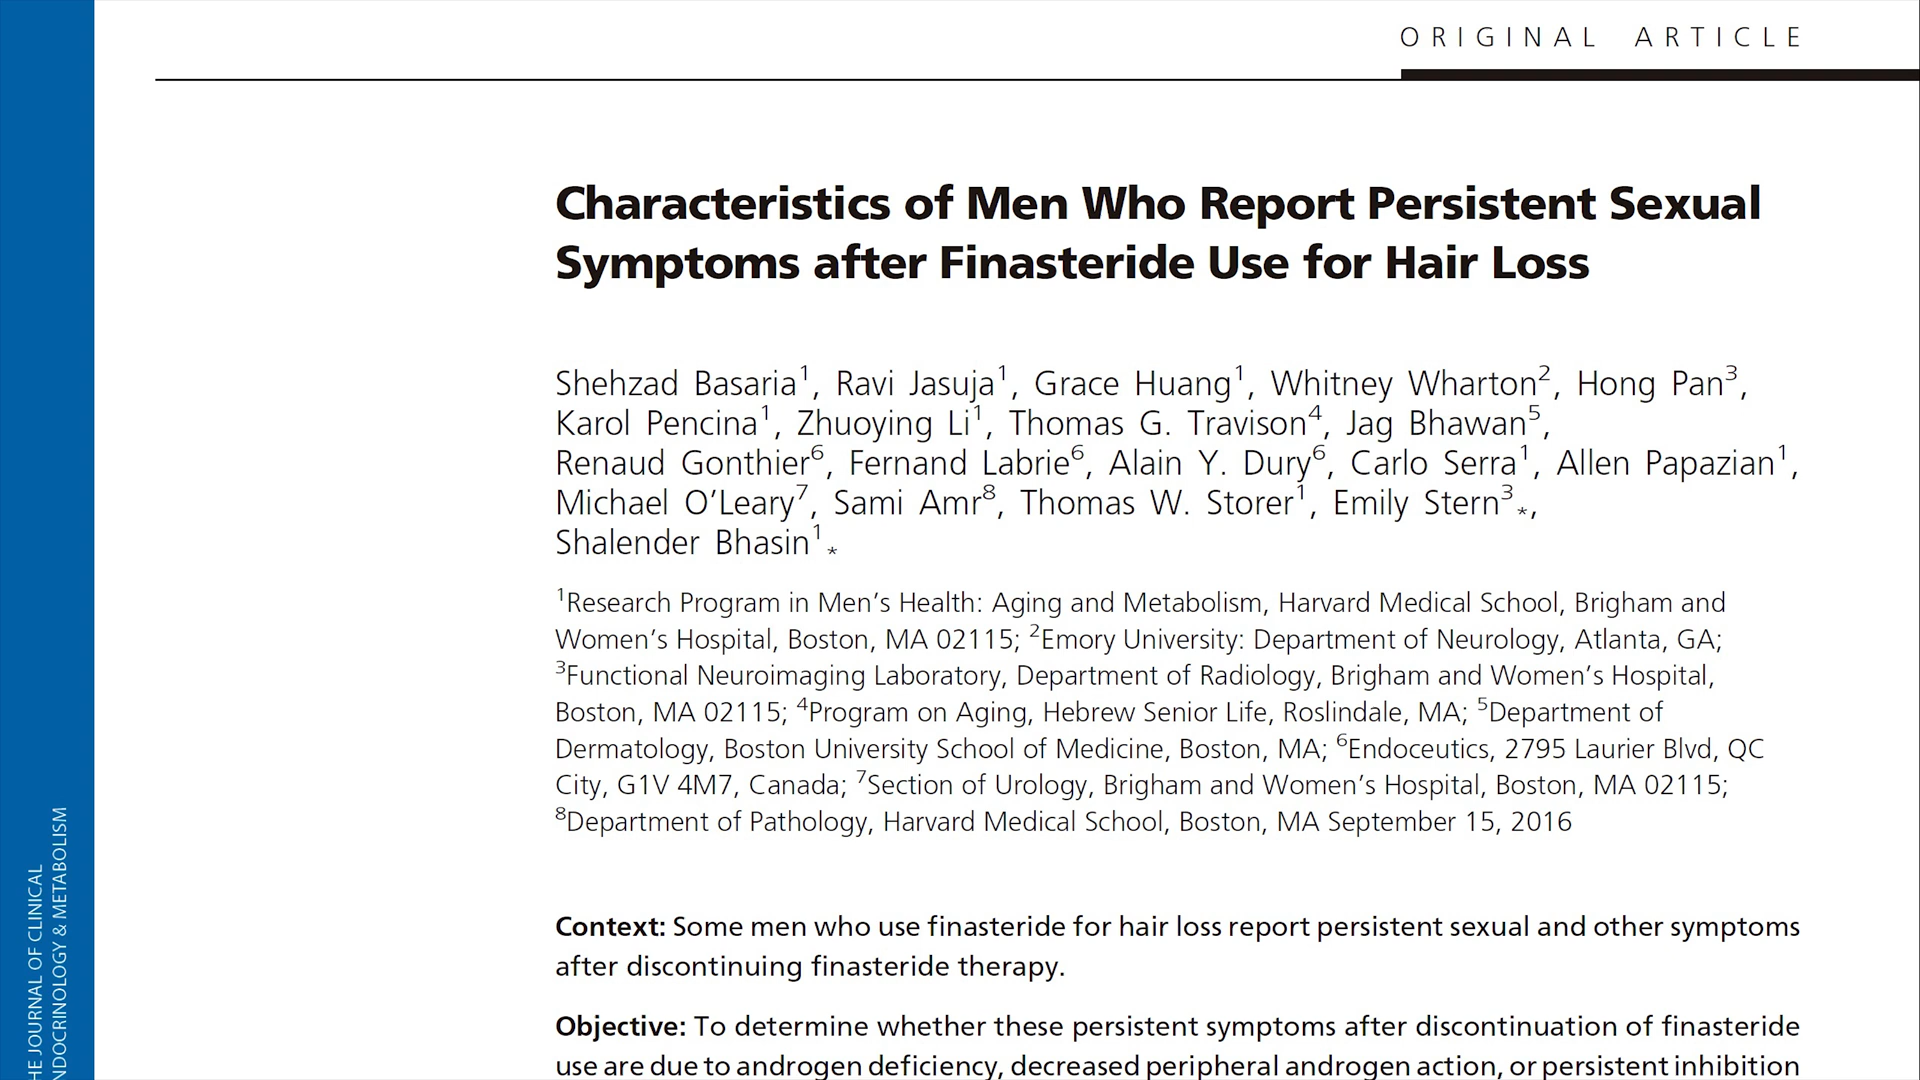 ORIGINAL ARTICLE
Characteristics of Men Who Report Persistent Sexual
Symptoms after Finasteride Use for Hair Loss
Shehzad Basaria1, Ravi Jasuja1, Grace Huang1, Whitney Wharton2, Hong Pan3,
Karol Pencina1, Zhuoying Li1, Thomas G. Travison4, Jag Bhawan5,
Renaud Gonthier6, Fernand Labrie6, Alain Y. Dury6, Carlo Serra1, Allen Papazian1,
Michael O’Leary7, Sami Amr8, Thomas W. Storer1, Emily Stern3*,
Shalender Bhasin1*
1Research Program in Men’s Health: Aging and Metabolism, Harvard Medical School, Brigham and
Women’s Hospital, Boston, MA 02115; 2Emory University: Department of Neurology, Atlanta, GA;
3Functional Neuroimaging Laboratory, Department of Radiology, Brigham and Women’s Hospital,
Boston, MA 02115; 4Program on Aging, Hebrew Senior Life, Roslindale, MA; 5Department of
Dermatology, Boston University School of Medicine, Boston, MA; 6Endoceutics, 2795 Laurier Blvd, QC
City, G1V 4M7, Canada; 7Section of Urology, Brigham and Women’s Hospital, Boston, MA 02115;
8Department of Pathology, Harvard Medical School, Boston, MA September 15, 2016
Context: Some men who use finasteride for hair loss report persistent sexual and other symptoms
after discontinuing finasteride therapy.
Objective: To determine whether these persistent symptoms after discontinuation of finasteride
use are due to androgen deficiency, decreased peripheral androgen action, or persistent inhibition
HE JOURNAL OF CLINICAL
NDOCRINOLOGY & METABOLISM